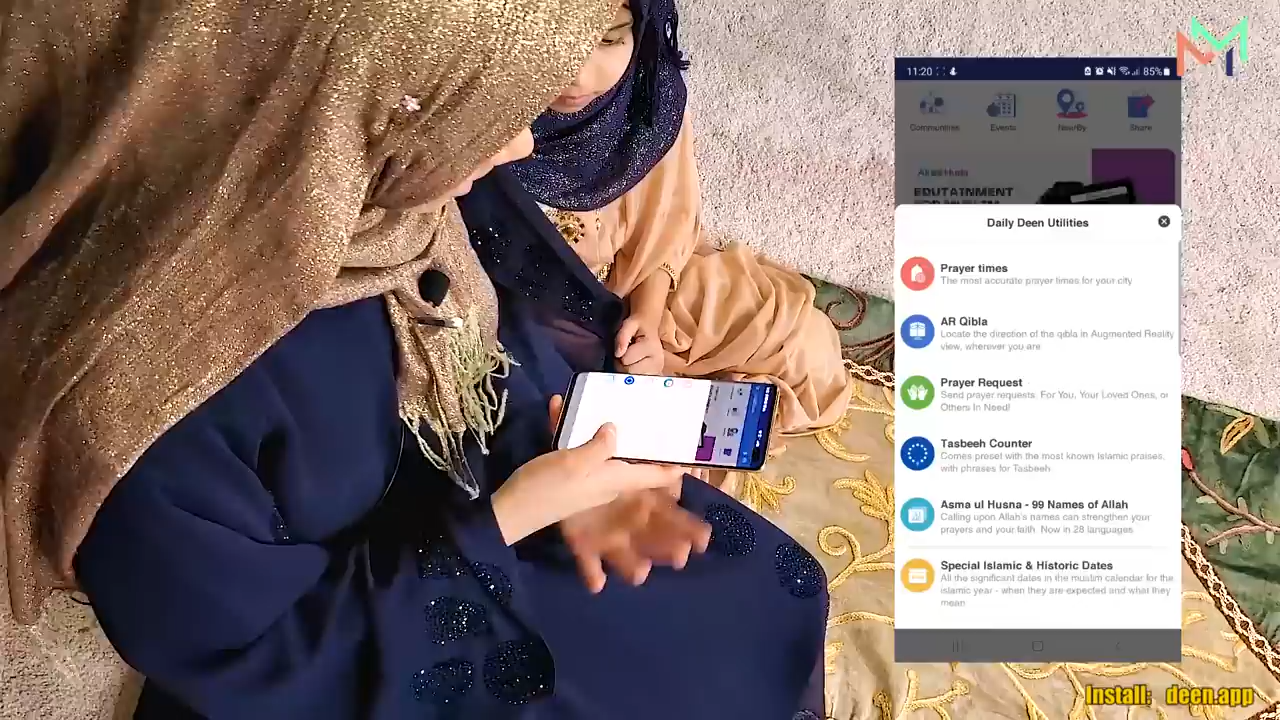 11:20
85%
Communities
Events
NearBy
Share
Al Huda
EDUTAINMENT
Daily Deen Utilities
Prayer times
The most accurate prayer times for your city
AR Qibla
Locate the direction of the qibla in Augmented Reality
view, wherever you are
Prayer Request
Send prayer requests. For You, Your Loved Ones, or
Others In Need!
Tasbeeh Counter
Comes preset with the most known Islamic praises,
with phrases for Tasbeeh
Asma ul Husna - 99 Names of Allah
Calling upon Allah's names can strengthen your
prayers and your faith. Now in 28 languages
Special Islamic & Historic Dates
All the significant dates in the muslim calendar for the
islamic year - when they are expected and what they
mean
Install: deen.app